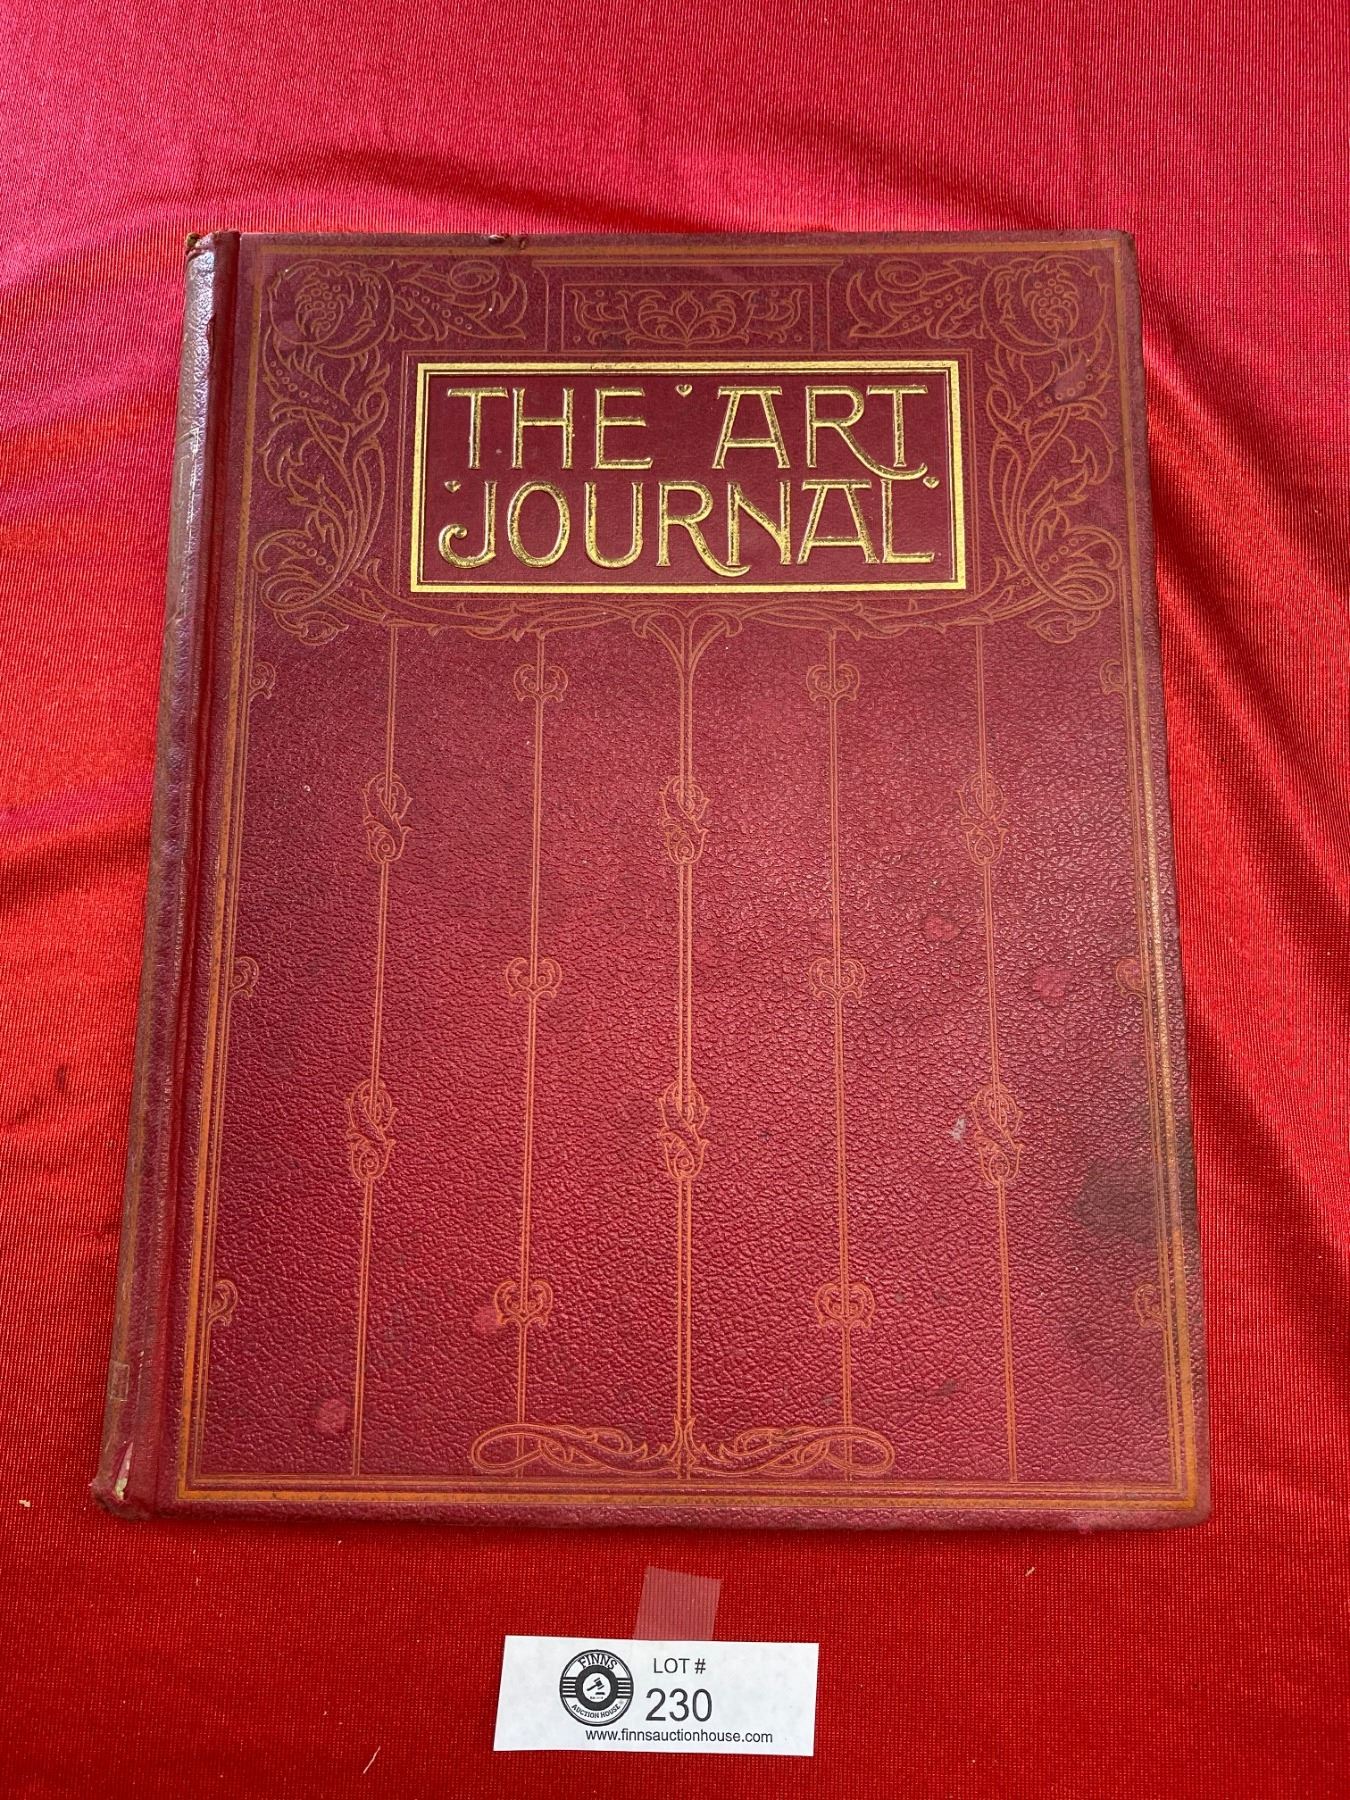 THE ART
JOURNAL
FINNS
AUCTION HOUSE
LOT #
230
www.finnsauctionhouse.com